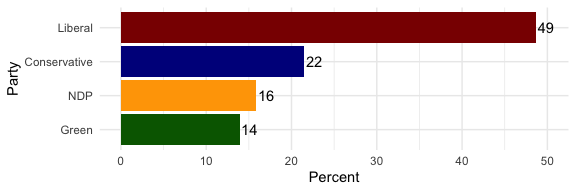 Liberal 49
Conservative 22
NDP 16
Green 14
0 10 20 30 40 50
Percent
Party